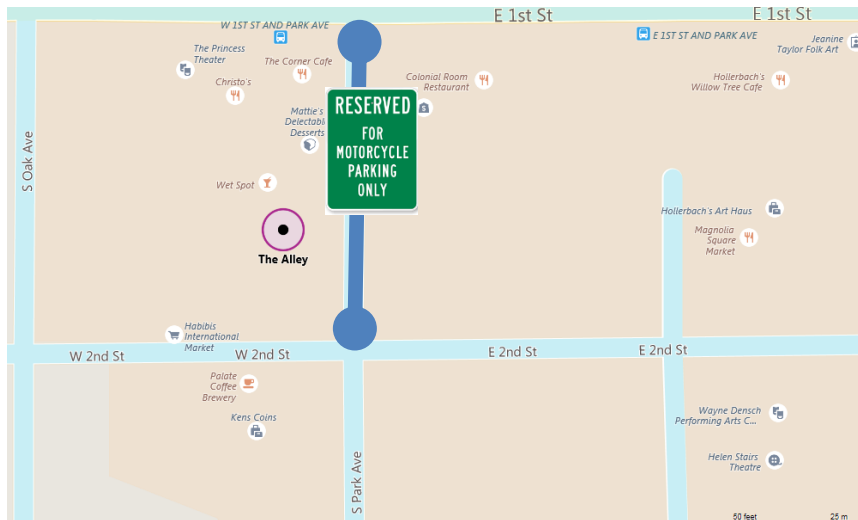 E 1st St
E 1st St
W 1ST ST AND PARK AVE
E 1ST ST AND PARK AVE
Jeanine
Taylor Folk Art
The Princess
Theater
The Corner Cafe
Christo's
Colonial Room
Restaurant
Hollerbach's
Willow Tree Cafe
Mattie's
Delectabl
Desserts
RESERVED
FOR
MOTORCYCLE
PARKING
ONLY
S Oak Ave
Wet Spot
The Alley
Hollerbach's Art Haus
Magnolia
Square
Market
Habibis
International
Market
W 2nd St
W 2nd St
E 2nd St
E 2nd St
Palate
Coffee
Brewery
Kens Coins
S Park Ave
Wayne Densch
Performing Arts C...
Helen Stairs
Theatre
50 feet
25 m